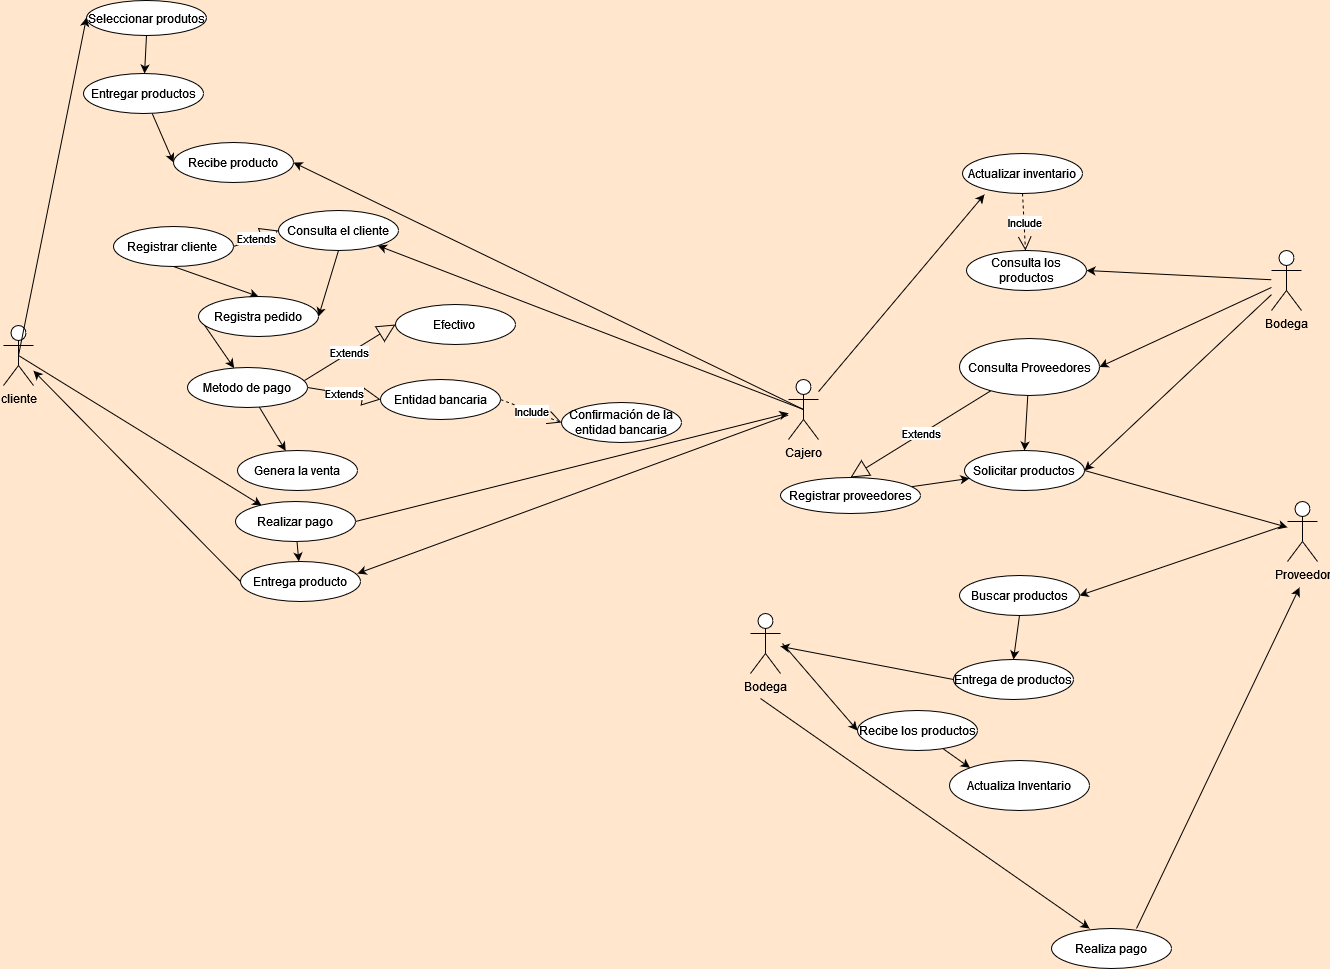 Seleccionar produtos
Entregar productos
Recibe producto
Consulta el cliente
Extends
Registrar cliente
Registra pedido
Efectivo
Extends
Metodo de pago
Extends
Entidad bancaria
Include
Confirmación de la
entidad bancaria
Genera la venta
Realizar pago
Entrega producto
cliente
Cajero
Actualizar inventario
Include
Consulta los
productos
Bodega
Consulta Proveedores
Extends
Solicitar productos
Registrar proveedores
Proveedor
Buscar productos
Entrega de productos
Bodega
Recibe los productos
Actualiza Inventario
Realiza pago